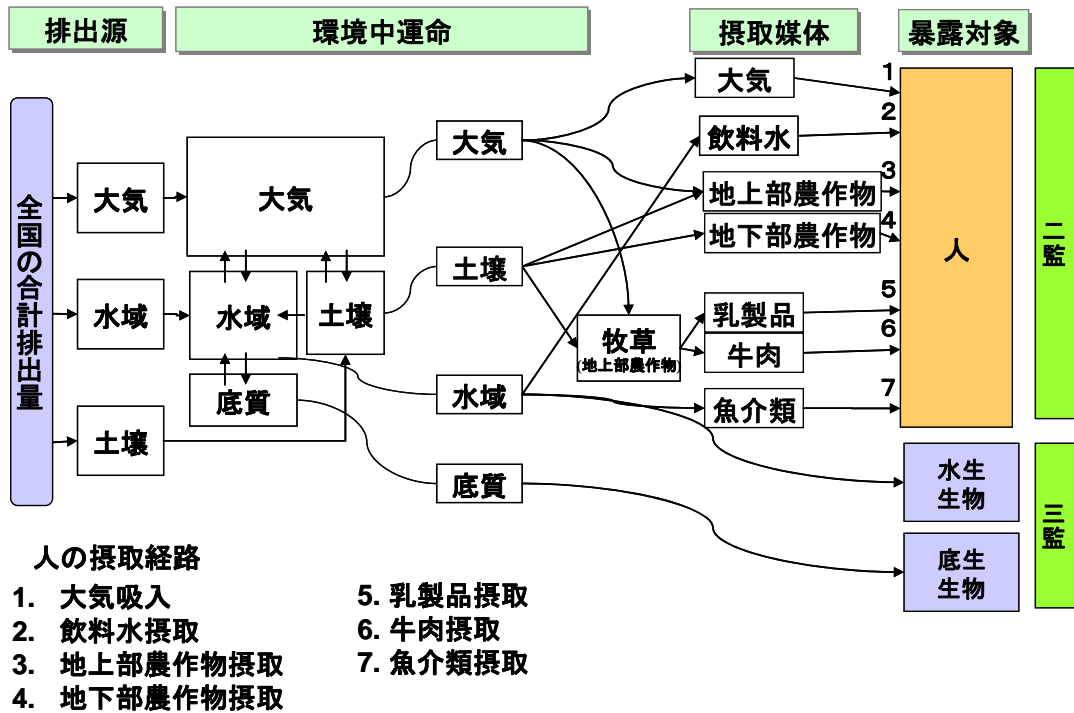 排出源
環境中運命
摂取媒体
暴露対象
全国の合計排出量
大気
水域
土壌
大気
水域
土壌
底質
大気
土壌
水域
底質
大気
飲料水
地上部農作物
地下部農作物
牧草
(地上部農作物)
乳製品
牛肉
魚介類
1
2
3
4
5
6
7
人
水生
生物
底生
生物
二監
三監
人の摂取経路
1. 大気吸入
2. 飲料水摂取
3. 地上部農作物摂取
4. 地下部農作物摂取
5. 乳製品摂取
6. 牛肉摂取
7. 魚介類摂取